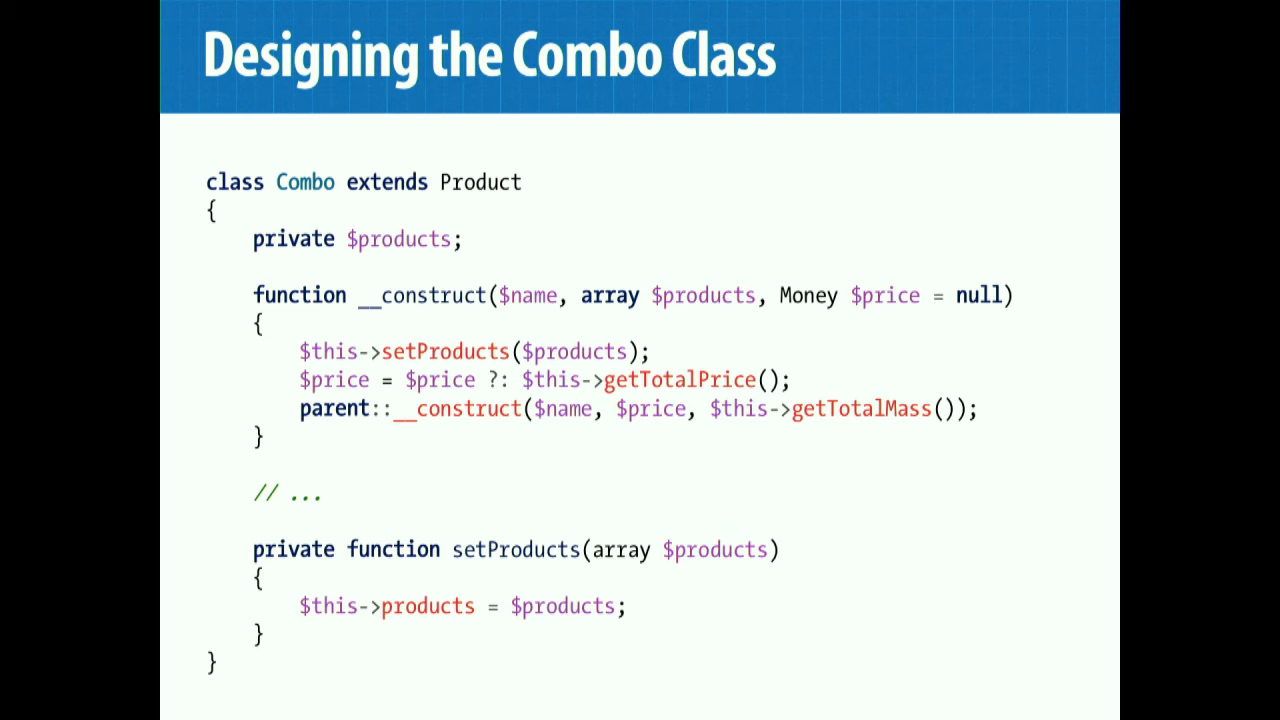 Designing the Combo Class
class Combo extends Product
{
private $products;
function __construct($name, array $products, Money $price = null)
{
$this->setProducts($products);
$price = $price ?: $this->getTotalPrice();
parent::__construct($name, $price, $this->getTotalMass());
}
// ...
private function setProducts(array $products)
{
$this->products = $products;
}
}